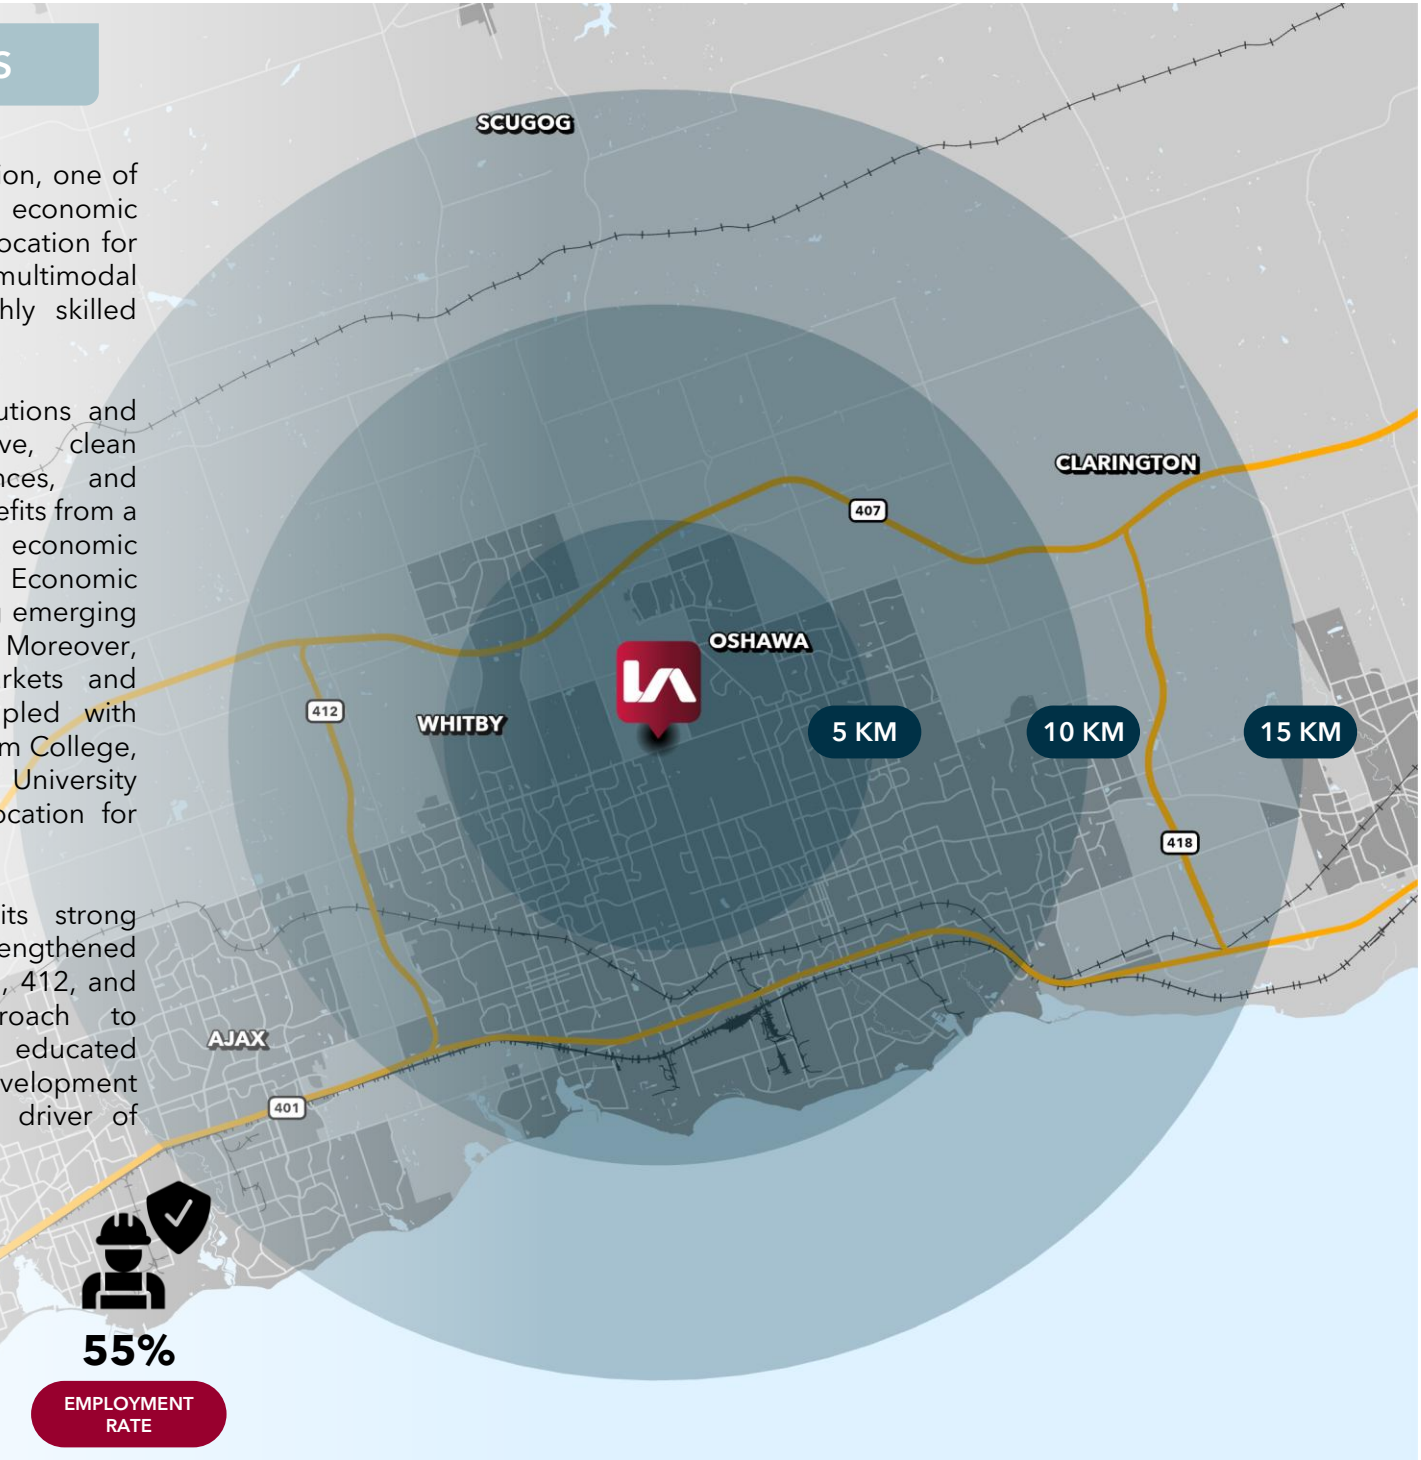 S
ion, one of
economic
ocation for
multimodal
hly skilled
utions and
ve, clean
nces, and
efits from a
economic
Economic
g emerging
Moreover,
rkets and
pled with
m College,
University
ocation for
its strong
engthened
, 412, and
roach to
educated
velopment
driver of
SCUGOG
CLARINGTON
407
OSHAWA
412
WHITBY
5 KM
10 KM
15 KM
418
AJAX
401
55%
EMPLOYMENT
RATE